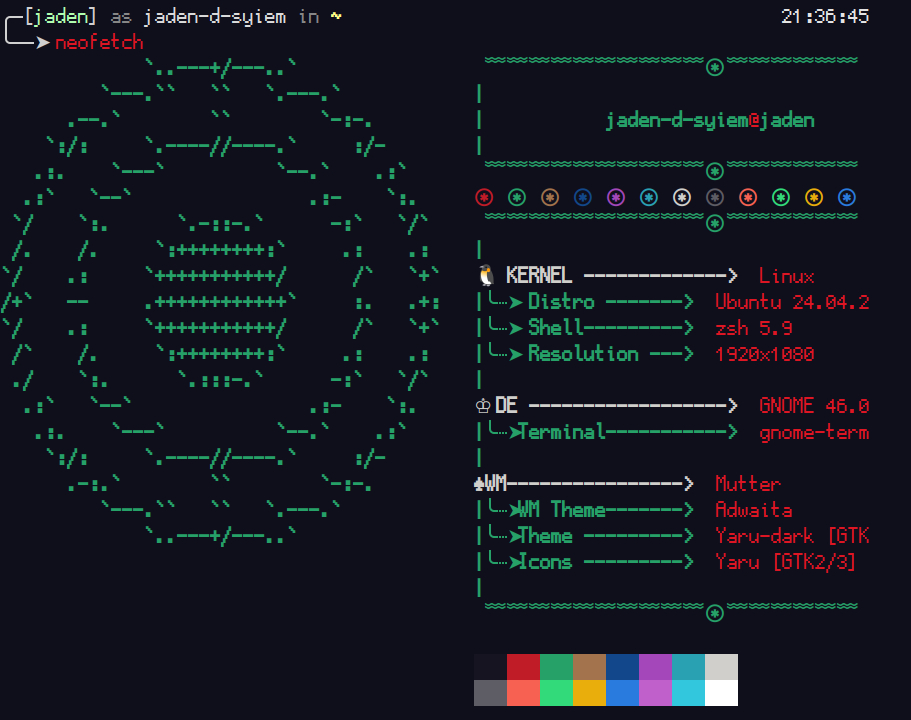 [jaden] as jaden-d-syiem in ~ 21:36:45
neofetch
jaden-d-syiem@jaden
KERNEL -------------> Linux
Distro -------> Ubuntu 24.04.2
Shell---------> zsh 5.9
Resolution ---> 1920x1080
DE ------------------> GNOME 46.0
Terminal-----------> gnome-term
WM----------------> Mutter
WM Theme-------> Adwaita
Theme ---------> Yaru-dark [GTK
Icons ---------> Yaru [GTK2/3]